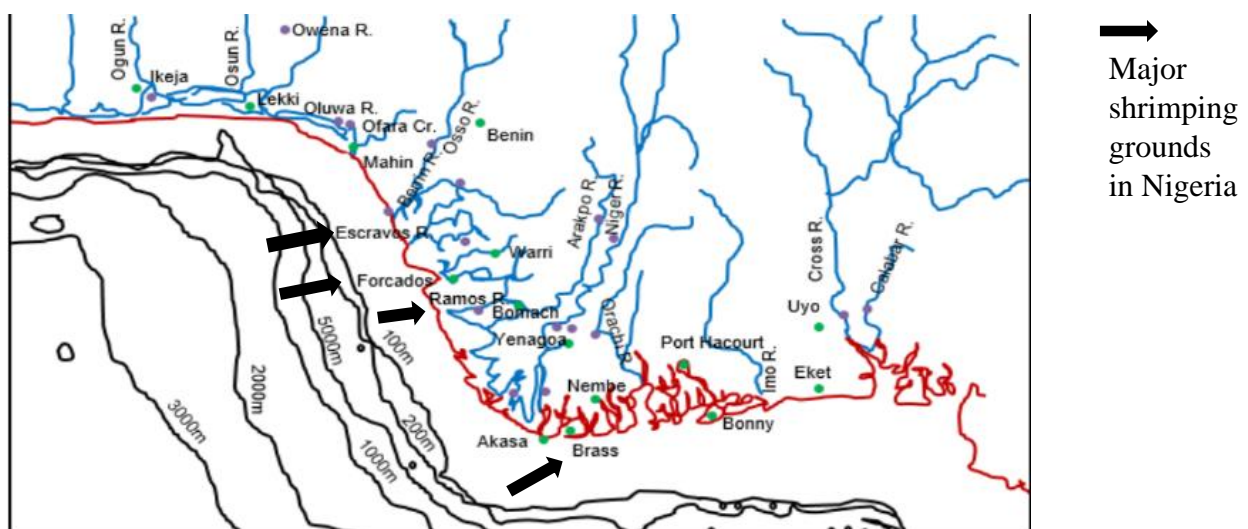 Owena R.
Ogun R.
Ikeja
Osun R.
Lekki
Oluwa R.
Ofara Cr.
Mahin
Osso R.
Benin
Benin R.
Escravos R.
Warri
Forcados
Ramos R.
Bomach
Arakpo R.
Niger R.
Yenagoa
Orachi R.
Port Hacourt
Nembe
Imo R.
Akasa
Brass
Bonny
Cross R.
Calabar R.
Uyo
Eket
100m
200m
5000m
1000m
2000m
3000m
Major
shrimping
grounds
in Nigeria